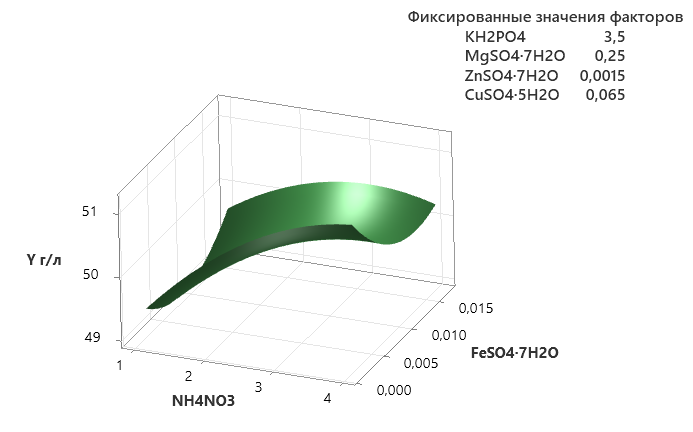 Фиксированные значения факторов
KH2PO4 3,5
MgSO4·7H2O 0,25
ZnSO4·7H2O 0,0015
CuSO4·5H2O 0,065
51
50
49
Y г/л
1
2
3
4
NH4NO3
0,000
0,005
0,010
0,015
FeSO4·7H2O